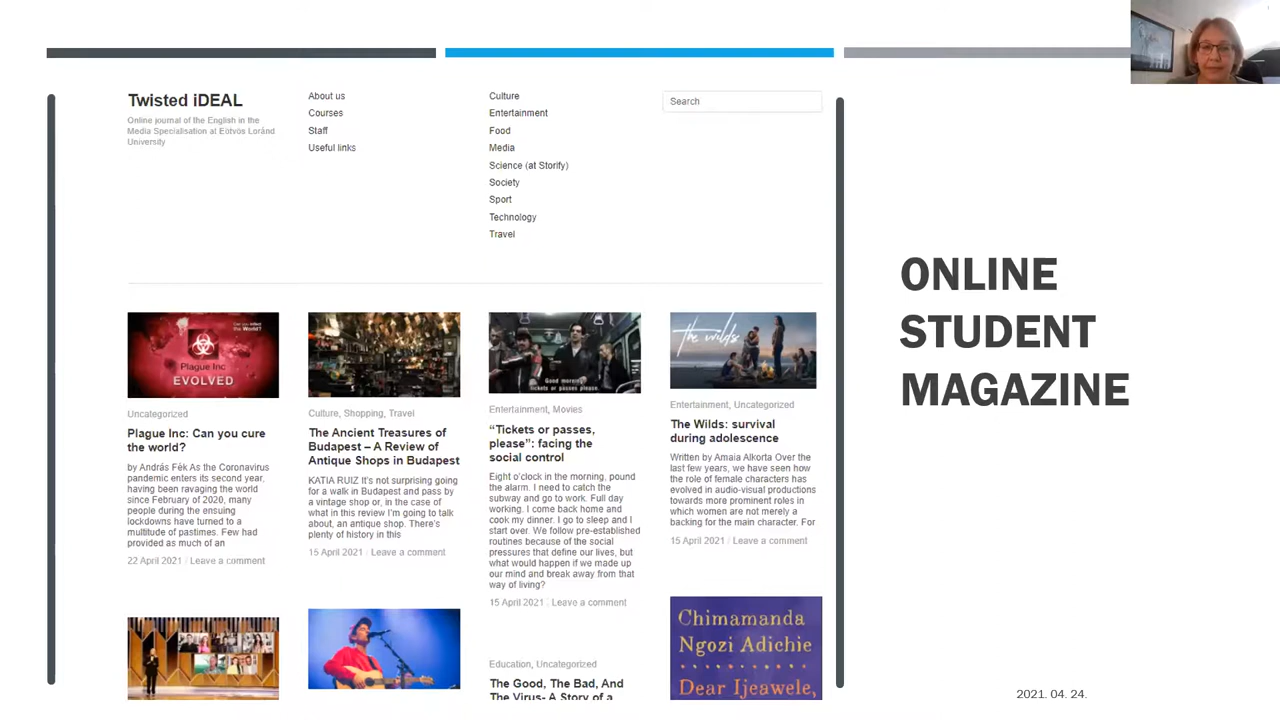 Twisted iDEAL
Online journal of the English in the
Media Specialisation at Eötvös Loránd
University
About us
Courses
Staff
Useful links
Culture
Entertainment
Food
Media
Science (at Storify)
Society
Sport
Technology
Travel
Search
ONLINE
STUDENT
MAGAZINE
Can you killed
the World?
Plague Inc
EVOLVED
Uncategorized
Plague Inc: Can you cure
the world?
by András Fék As the Coronavirus
pandemic enters its second year,
having been ravaging the world
since February of 2020, many
people during the ensuing
lockdowns have turned to a
multitude of pastimes. Few had
provided as much of an
22 April 2021 / Leave a comment
Culture, Shopping, Travel
The Ancient Treasures of
Budapest – A Review of
Antique Shops in Budapest
KATIA RUIZ It's not surprising going
for a walk in Budapest and pass by
a vintage shop or, in the case of
what in this review I'm going to talk
about, an antique shop. There's
plenty of history in this
15 April 2021 / Leave a comment
Good morning,
tickets or passes please.
Entertainment, Movies
“Tickets or passes,
please”: facing the
social control
Eight o'clock in the morning, pound
the alarm. I need to catch the
subway and go to work. Full day
working. I come back home and
cook my dinner. I go to sleep and I
start over. We follow pre-established
routines because of the social
pressures that define our lives, but
what would happen if we made up
our mind and break away from that
way of living?
15 April 2021 / Leave a comment
the wilds
Entertainment, Uncategorized
The Wilds: survival
during adolescence
Written by Amaia Alkorta Over the
last few years, we have seen how
the role of female characters has
evolved in audio-visual productions
towards more prominent roles in
which women are not merely a
backing for the main character. For
15 April 2021 / Leave a comment
Education, Uncategorized
The Good, The Bad, And
The Virus- A Story of a
Chimamanda
Ngozi Adichie
Dear Ijeawele,
2021. 04. 24.